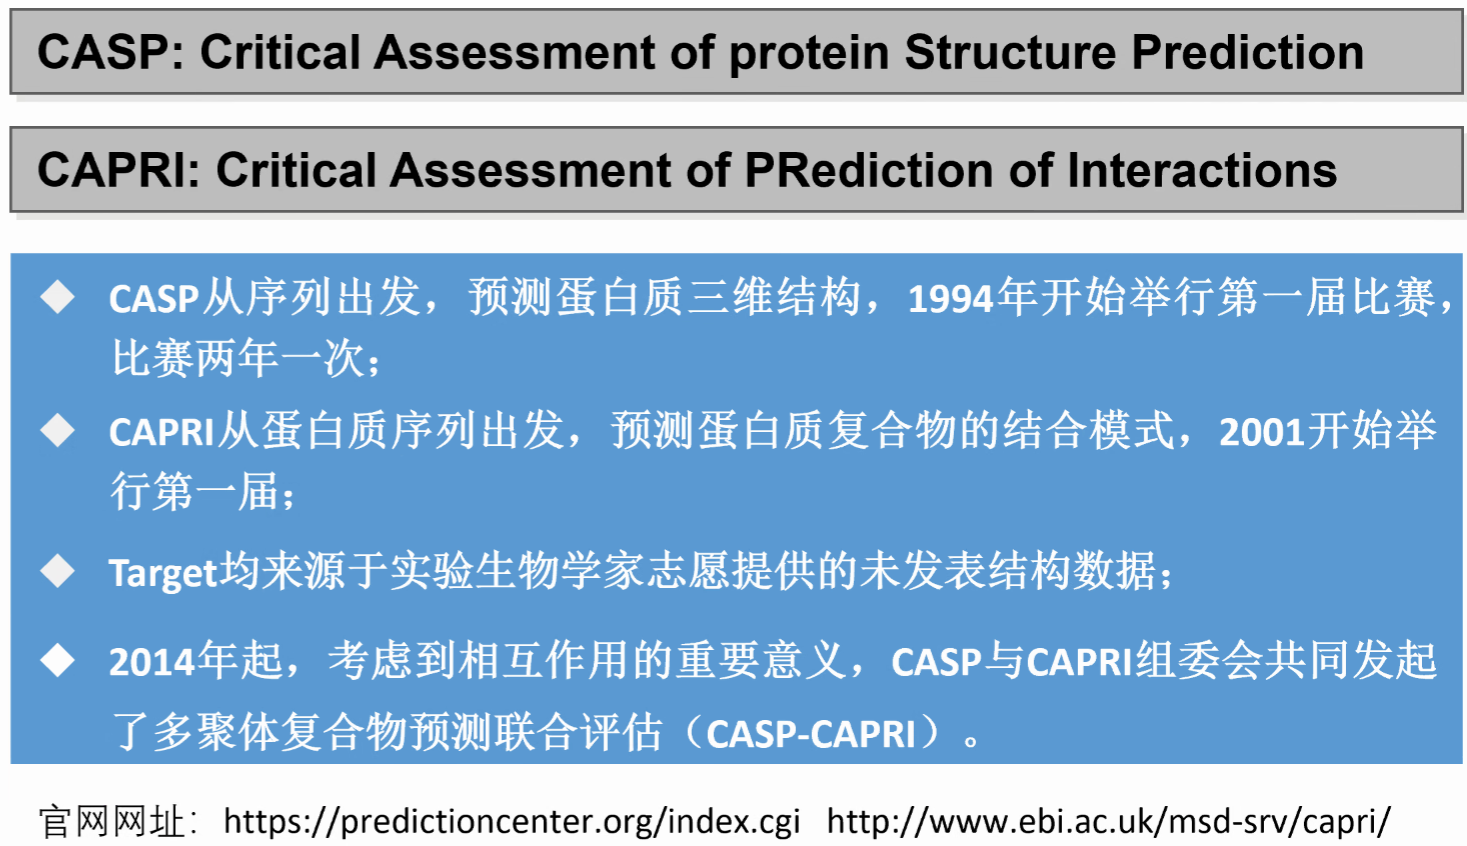 CASP: Critical Assessment of protein Structure Prediction
CAPRI: Critical Assessment of PRediction of Interactions
CASP从序列出发，预测蛋白质三维结构，1994年开始举行第一届比赛，
比赛两年一次；
CAPRI从蛋白质序列出发，预测蛋白质复合物的结合模式，2001开始举
行第一届；
Target均来源于实验生物学家志愿提供的未发表结构数据；
2014年起，考虑到相互作用的重要意义，CASP与CAPRI组委会共同发起
了多聚体复合物预测联合评估（CASP-CAPRI）。
官网网址：https://predictioncenter.org/index.cgi http://www.ebi.ac.uk/msd-srv/capri/